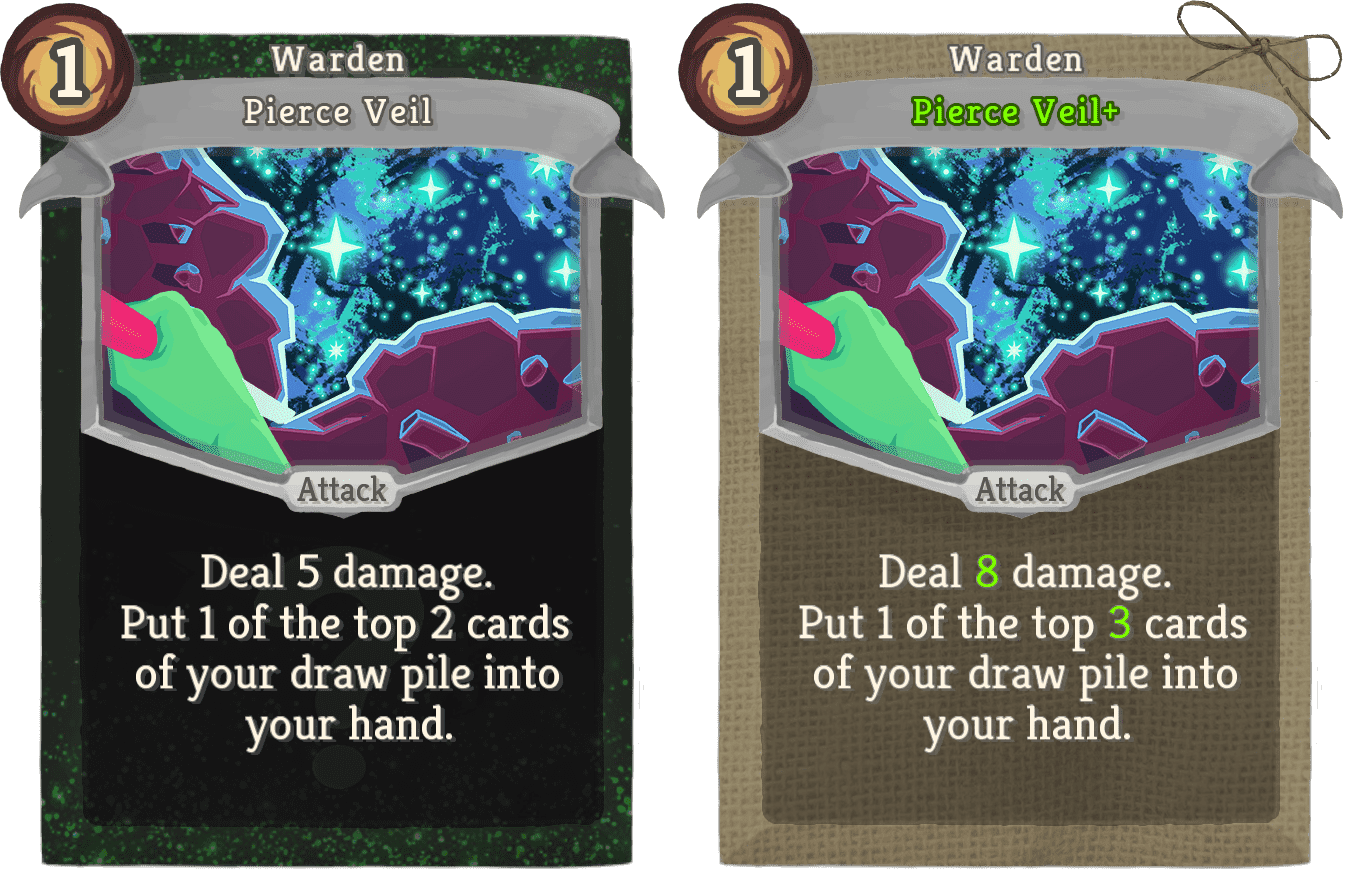 1
Warden
Pierce Veil
Attack
Deal 5 damage.
Put 1 of the top 2 cards
of your draw pile into
your hand.
1
Warden
Pierce Veil+
Attack
Deal 8 damage.
Put 1 of the top 3 cards
of your draw pile into
your hand.